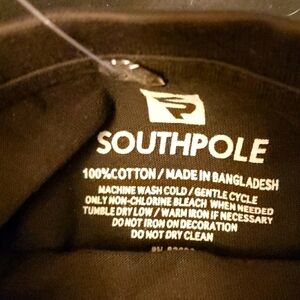 SOUTHPOLE
100%COTTON / MADE IN BANGLADESH
MACHINE WASH COLD / GENTLE CYCLE
ONLY NON-CHLORINE BLEACH WHEN NEEDED
TUMBLE DRY LOW / WARM IRON IF NECESSARY
DO NOT IRON ON DECORATION
DO NOT DRY CLEAN